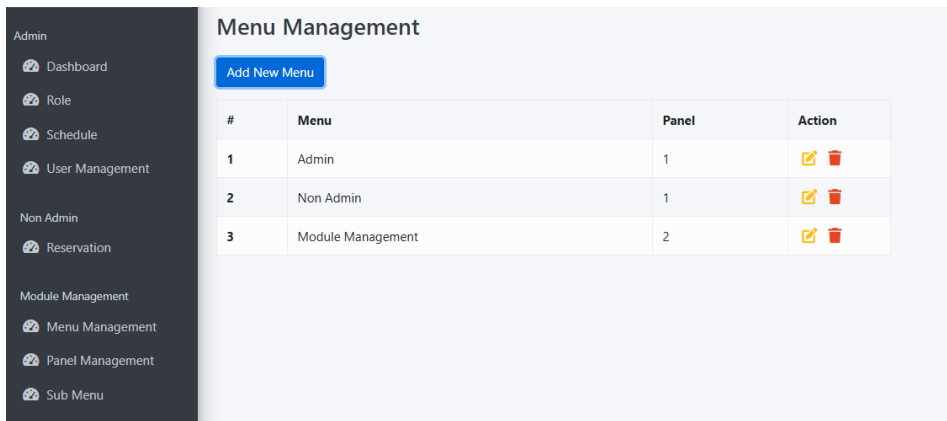 Admin
Dashboard
Role
Schedule
User Management
Non Admin
Reservation
Module Management
Menu Management
Panel Management
Sub Menu
Menu Management
Add New Menu
# Menu Panel Action
1 Admin 1
2 Non Admin 1
3 Module Management 2